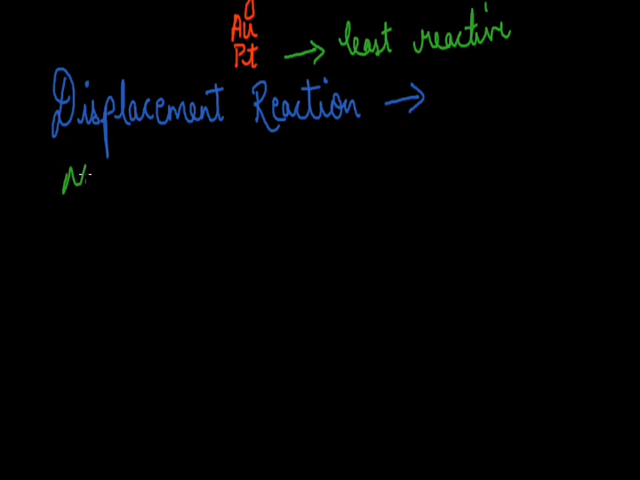 Au
Pt → least reactive
Displacement Reaction →